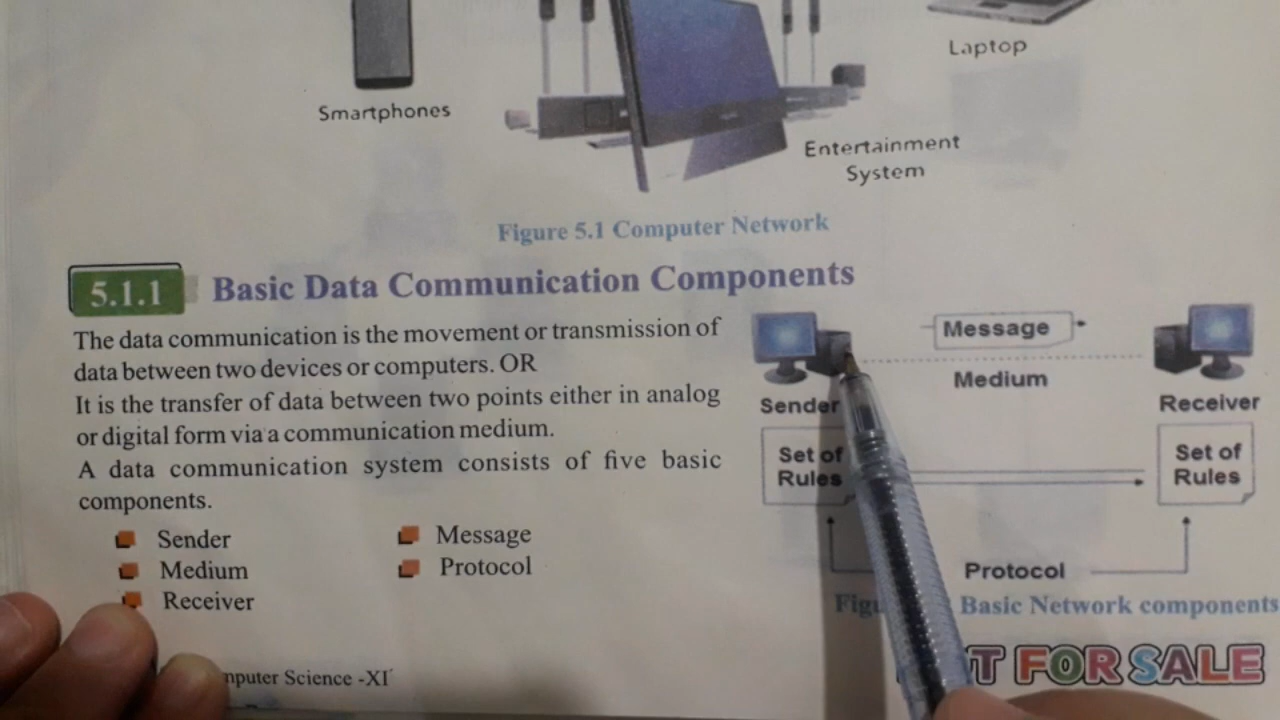 Laptop
Smartphones
Entertainment
System
Figure 5.1 Computer Network
5.1.1 Basic Data Communication Components
The data communication is the movement or transmission of
data between two devices or computers. OR
It is the transfer of data between two points either in analog
or digital form via a communication medium.
A data communication system consists of five basic
components.
Sender
Medium
Receiver
Message
Protocol
Message
Medium
Sender
Receiver
Set of
Rules
Set of
Rules
Protocol
Basic Network components
Science -XI
FOR SALE